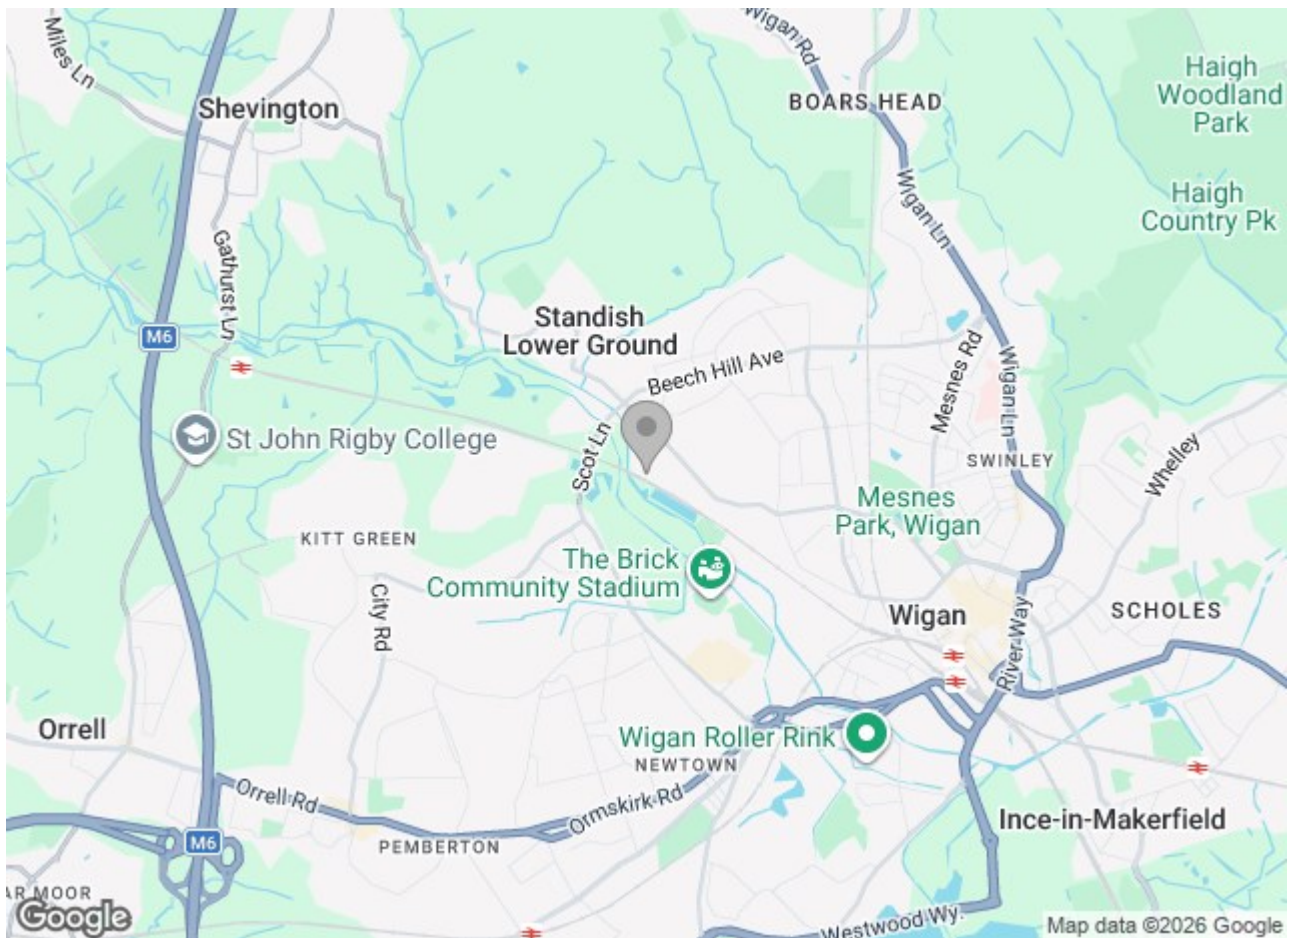 Miles Ln
Wigan Rd
Shevington
BOARS HEAD
Haigh
Woodland
Park
Wigan Ln
Haigh
Country Pk
Gathurst Ln
Standish
Lower Ground
M6
Beech Hill Ave
Mesnes Rd
Wigan Ln
St John Rigby College
Scot Ln
SWINLEY
Whelley
Mesnes
Park, Wigan
KITT GREEN
The Brick
Community Stadium
City Rd
Wigan
River Way
SCHOLES
Orrell
Wigan Roller Rink
NEWTOWN
Orrell Rd
Ormskirk Rd
Ince-in-Makerfield
M6
PEMBERTON
AR MOOR
Google
Westwood Wy.
Map data ©2026 Google